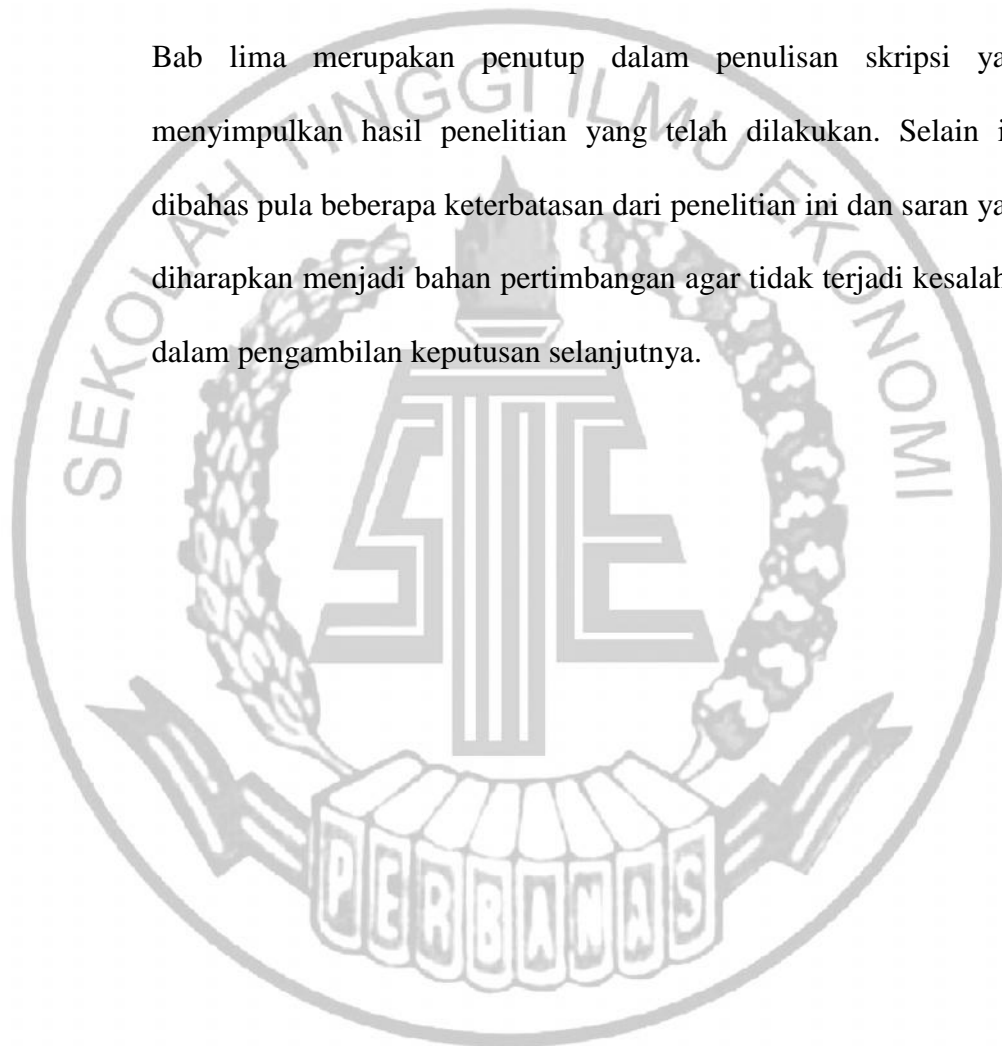 Bab lima merupakan penutup dalam penulisan skripsi ya
menyimpulkan hasil penelitian yang telah dilakukan. Selain i
dibahas pula beberapa keterbatasan dari penelitian ini dan saran ya
diharapkan menjadi bahan pertimbangan agar tidak terjadi kesalah
dalam pengambilan keputusan selanjutnya.
SEKOLAH TINGGI ILMU EKONOMI
STIE
PERBANAS